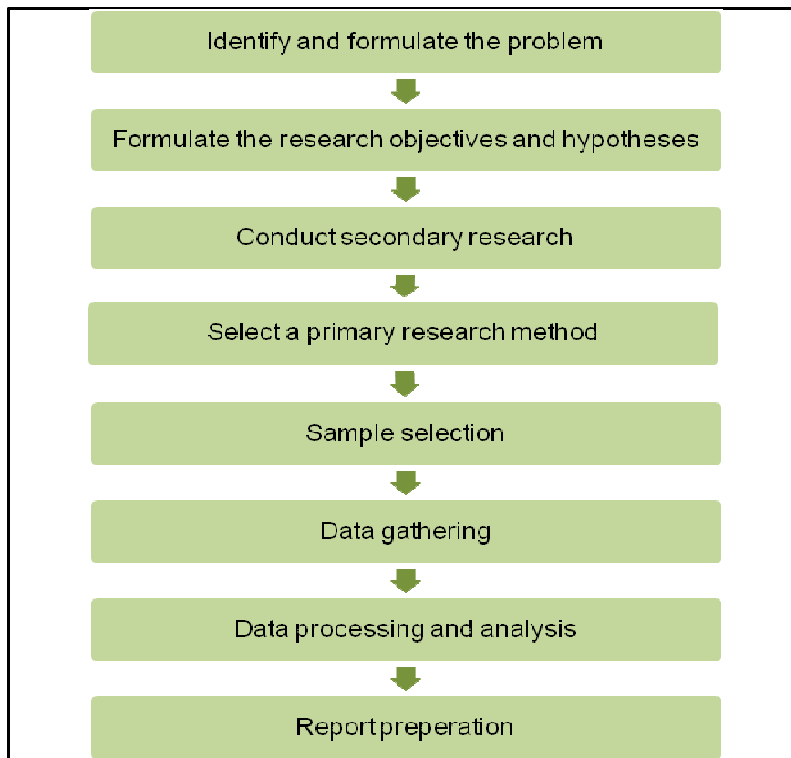 Identify and formulate the problem
Formulate the research objectives and hypotheses
Conduct secondary research
Select a primary research method
Sample selection
Data gathering
Data processing and analysis
Report preperation